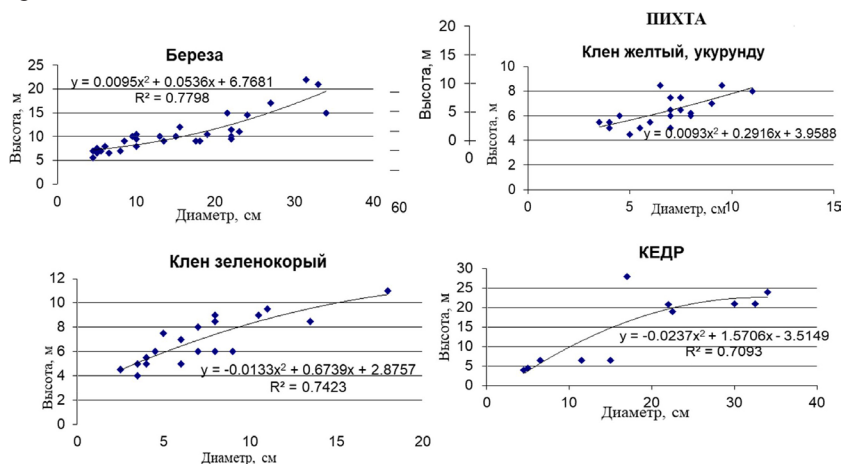 ПИХТА
Береза
y = 0.0095x² + 0.0536x + 6.7681
R² = 0.7798
Высота, м
25
20
15
10
5
0
0
10
20
30
40
Диаметр, см
60
Высота, м
20
15
10
5
0
0
Клен желтый, укурунду
y = 0.0093x² + 0.2916x + 3.9588
Высота, м
10
8
6
4
2
0
5
10
15
Диаметр, см
Клен зеленокорый
y = -0.0133x² + 0.6739x + 2.8757
R² = 0.7423
Высота, м
12
10
8
6
4
2
0
0
5
10
15
20
Диаметр, см
КЕДР
y = -0.0237x² + 1.5706x - 3.5149
R² = 0.7093
Высота, м
30
25
20
15
10
5
0
0
10
20
30
40
Диаметр, см